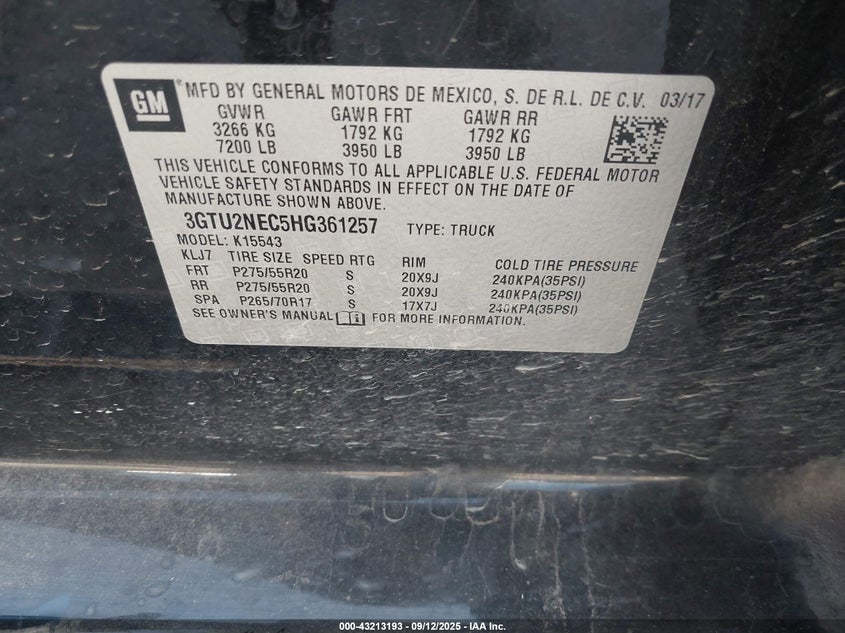 GM
*MFD BY GENERAL MOTORS DE MEXICO, S. DE R.L. DE C.V. 03/17
GVWR GAWR FRT GAWR RR
3266 KG 1792 KG 1792 KG
7200 LB 3950 LB 3950 LB
THIS VEHICLE CONFORMS TO ALL APPLICABLE U.S. FEDERAL MOTOR
VEHICLE SAFETY STANDARDS IN EFFECT ON THE DATE OF
MANUFACTURE SHOWN ABOVE.
3GTU2NEC5HG361257 TYPE: TRUCK
MODEL: K15543
KLJ7 TIRE SIZE SPEED RTG RIM COLD TIRE PRESSURE
FRT P275/55R20 S 20X9J 240KPA(35PSI)
RR P275/55R20 S 20X9J 240KPA(35PSI)
SPA P265/70R17 S 17X7J 240KPA(35PSI)
SEE OWNER'S MANUAL FOR MORE INFORMATION.
000-43213193 - 09/12/2025 - IAA Inc.